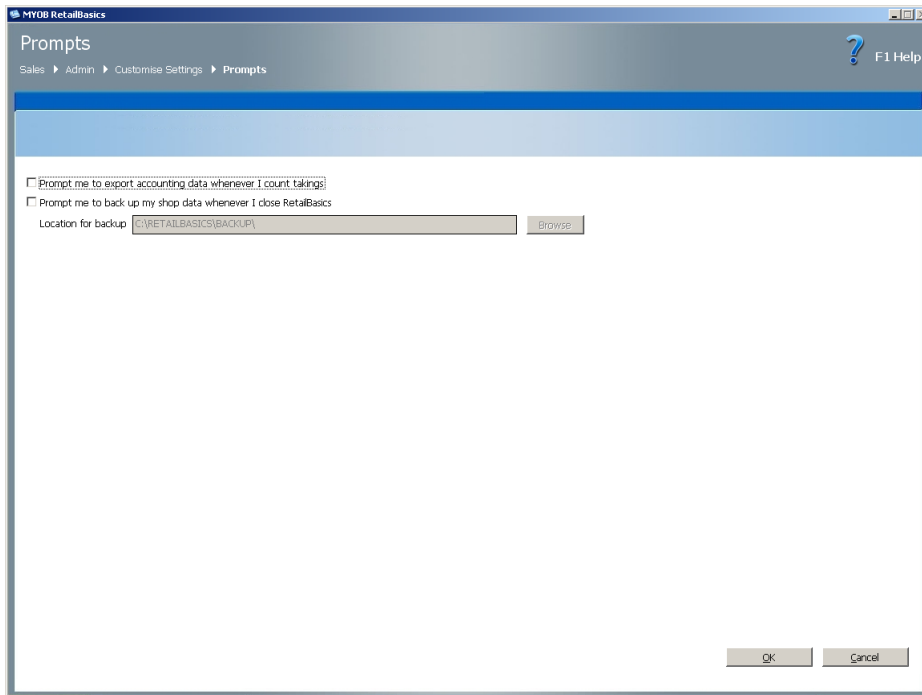 MYOB RetailBasics
Prompts
F1 Help
Sales Admin Customise Settings Prompts
Prompt me to export accounting data whenever I count takings
Prompt me to back up my shop data whenever I close RetailBasics
Location for backup C:\RETAILBASICS\BACKUP\ Browse
OK Cancel